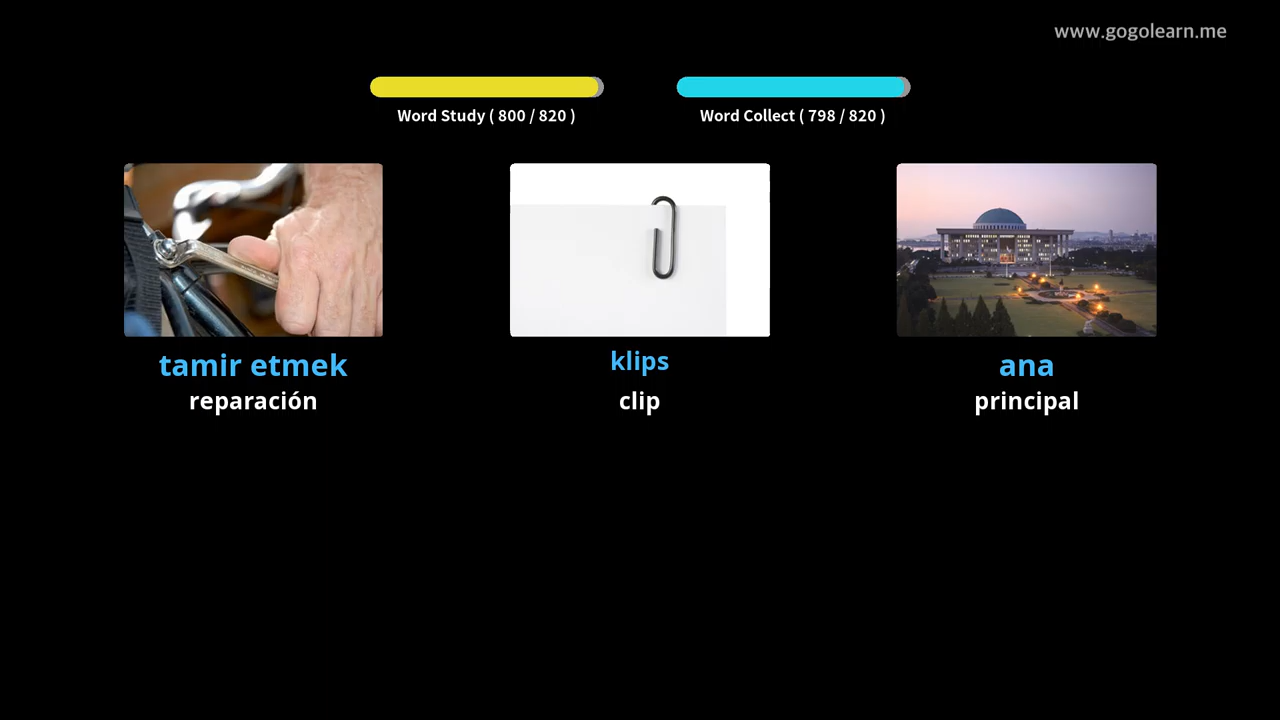 www.gogolearn.me
Word Study ( 800 / 820 )
Word Collect ( 798 / 820 )
tamir etmek
reparación
klips
clip
ana
principal